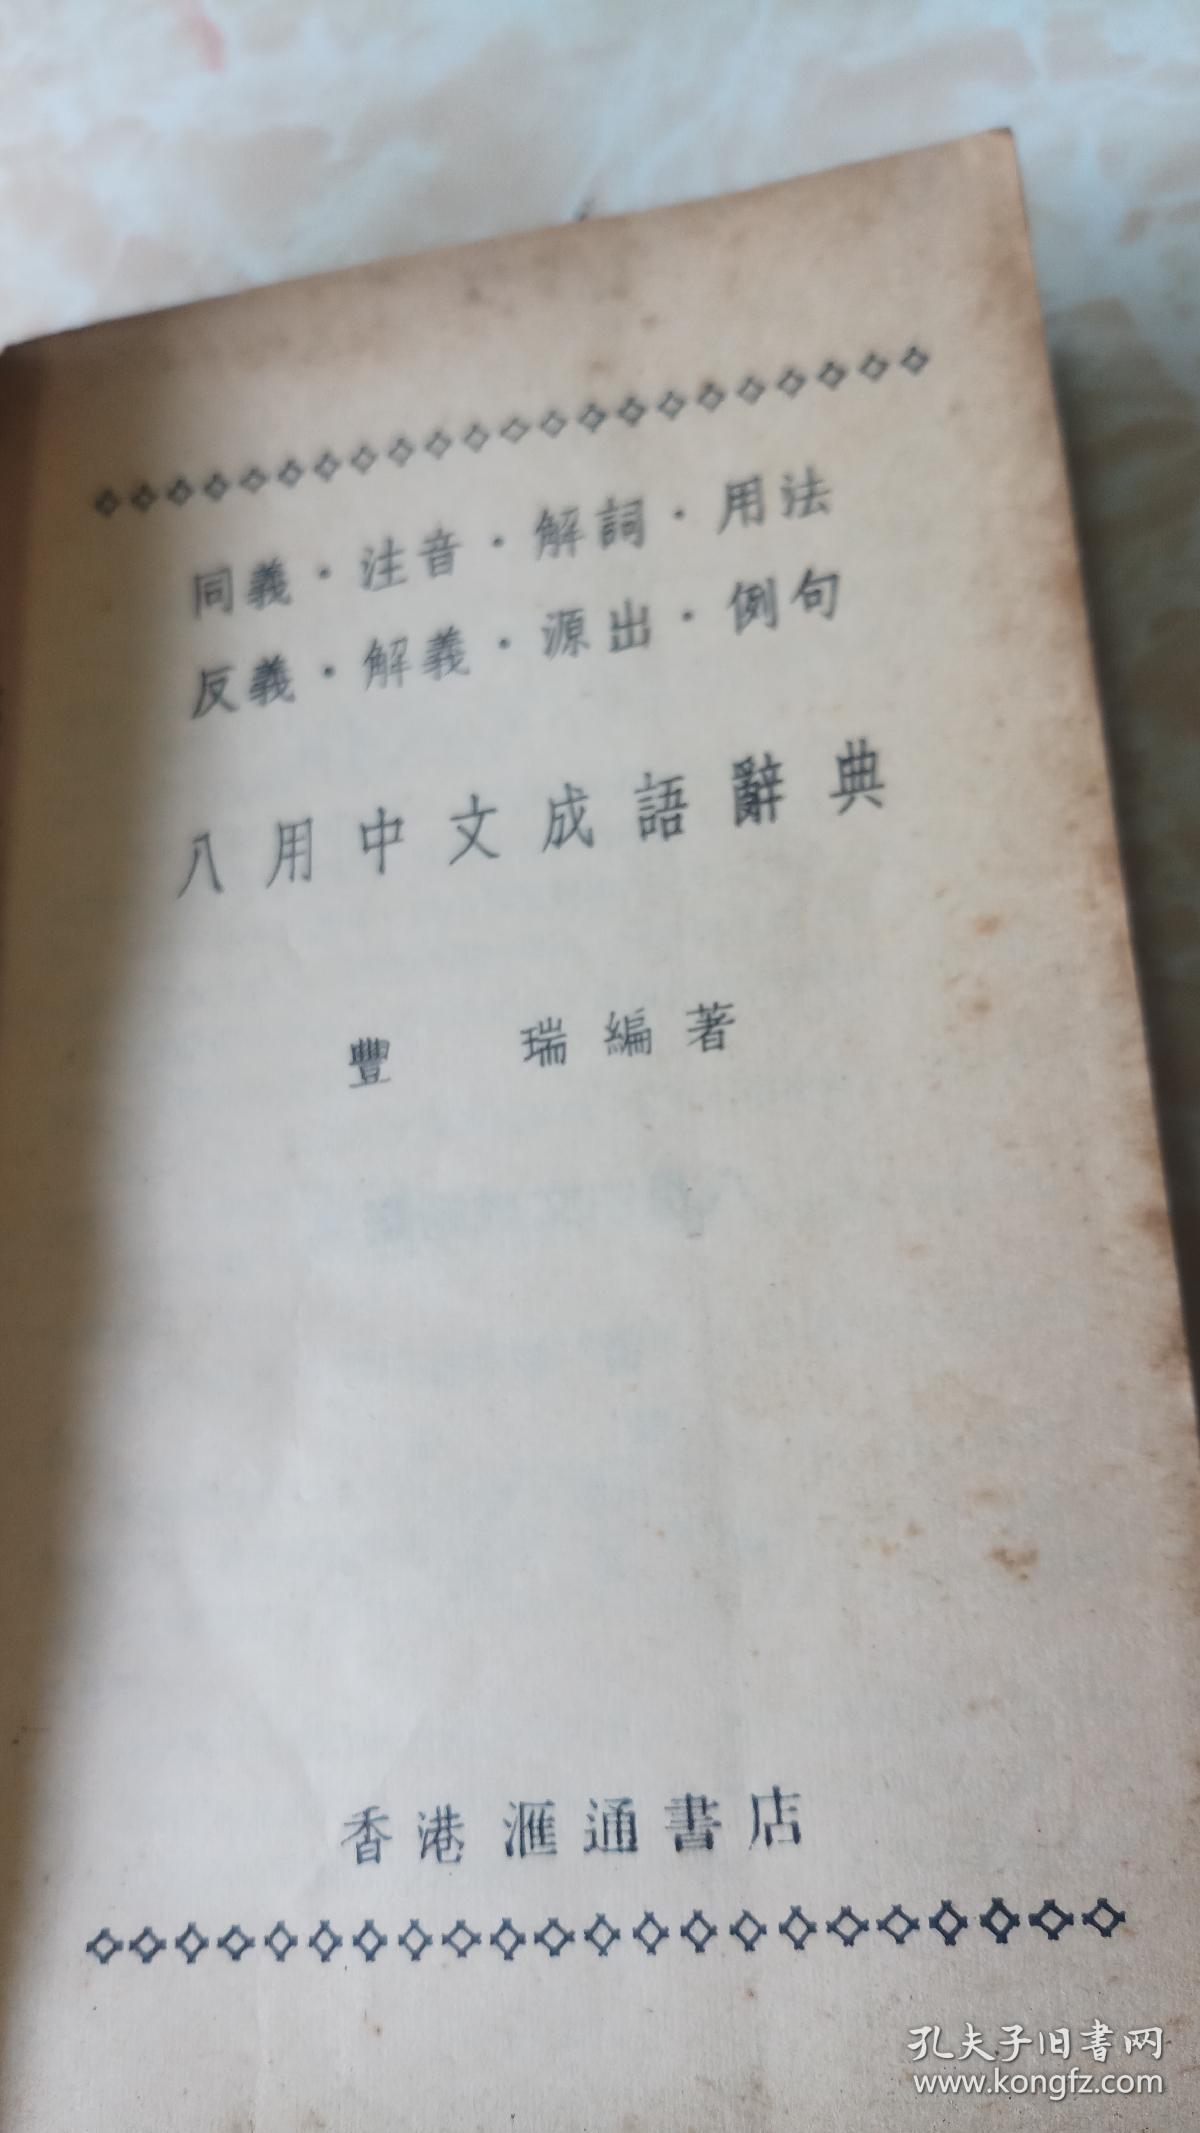 同義・注音・解詞・用法
反義・解義・源出・例句
八用中文成語辭典
豐　瑞編著
香港滙通書店
孔夫子旧書网
www.kongfz.com